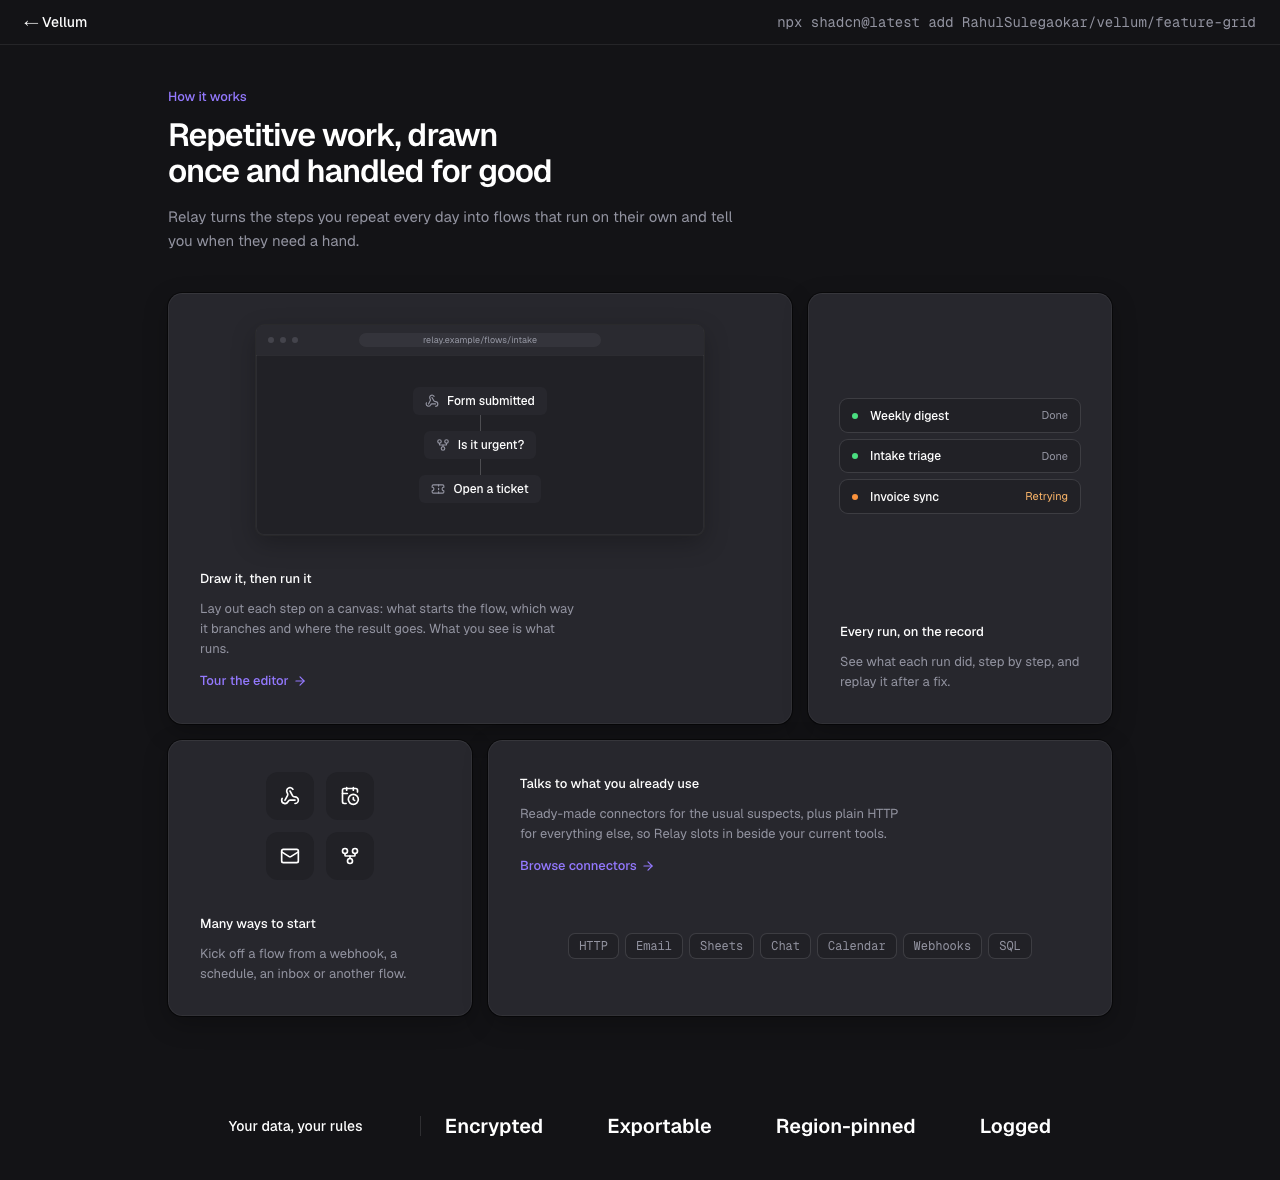 ← Vellum
npx shadcn@latest add RahulSulegaokar/vellum/feature-grid
How it works
Repetitive work, drawn
once and handled for good
Relay turns the steps you repeat every day into flows that run on their own and tell
you when they need a hand.
relay.example/flows/intake
Form submitted
Is it urgent?
Open a ticket
Draw it, then run it
Lay out each step on a canvas: what starts the flow, which way
it branches and where the result goes. What you see is what
runs.
Tour the editor →
Weekly digest Done
Intake triage Done
Invoice sync Retrying
Every run, on the record
See what each run did, step by step, and
replay it after a fix.
Many ways to start
Kick off a flow from a webhook, a
schedule, an inbox or another flow.
Talks to what you already use
Ready-made connectors for the usual suspects, plus plain HTTP
for everything else, so Relay slots in beside your current tools.
Browse connectors →
HTTP Email Sheets Chat Calendar Webhooks SQL
Your data, your rules Encrypted Exportable Region-pinned Logged